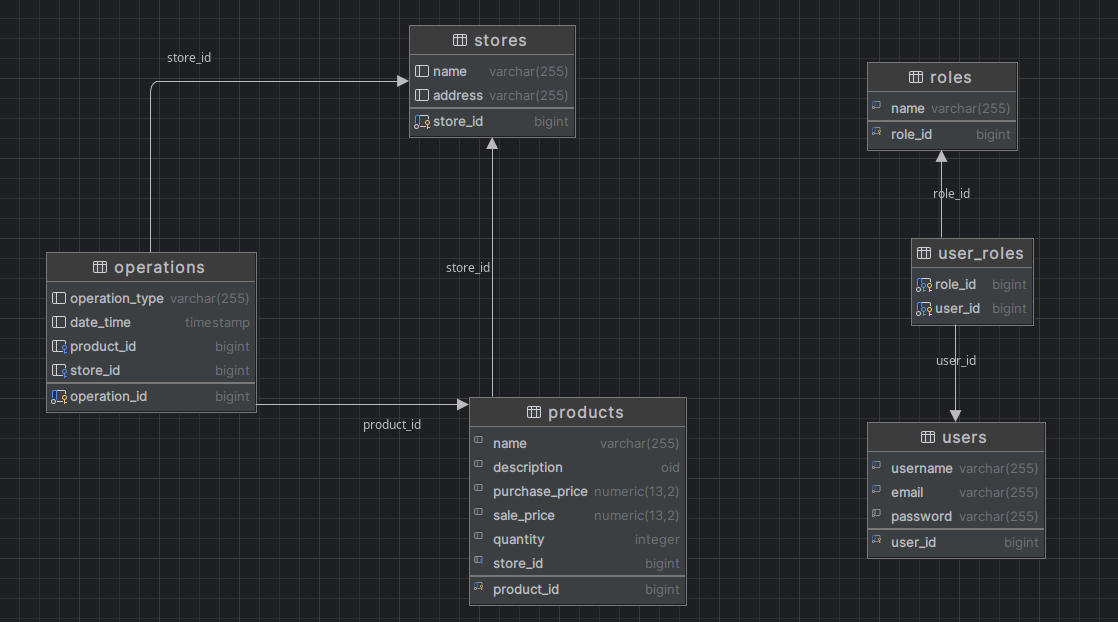 stores
name varchar(255)
address varchar(255)
store_id bigint
store_id
roles
name varchar(255)
role_id bigint
role_id
operations
operation_type varchar(255)
date_time timestamp
product_id bigint
store_id bigint
operation_id bigint
store_id
product_id
user_roles
role_id bigint
user_id bigint
user_id
products
name varchar(255)
description oid
purchase_price numeric(13,2)
sale_price numeric(13,2)
quantity integer
store_id bigint
product_id bigint
users
username varchar(255)
email varchar(255)
password varchar(255)
user_id bigint